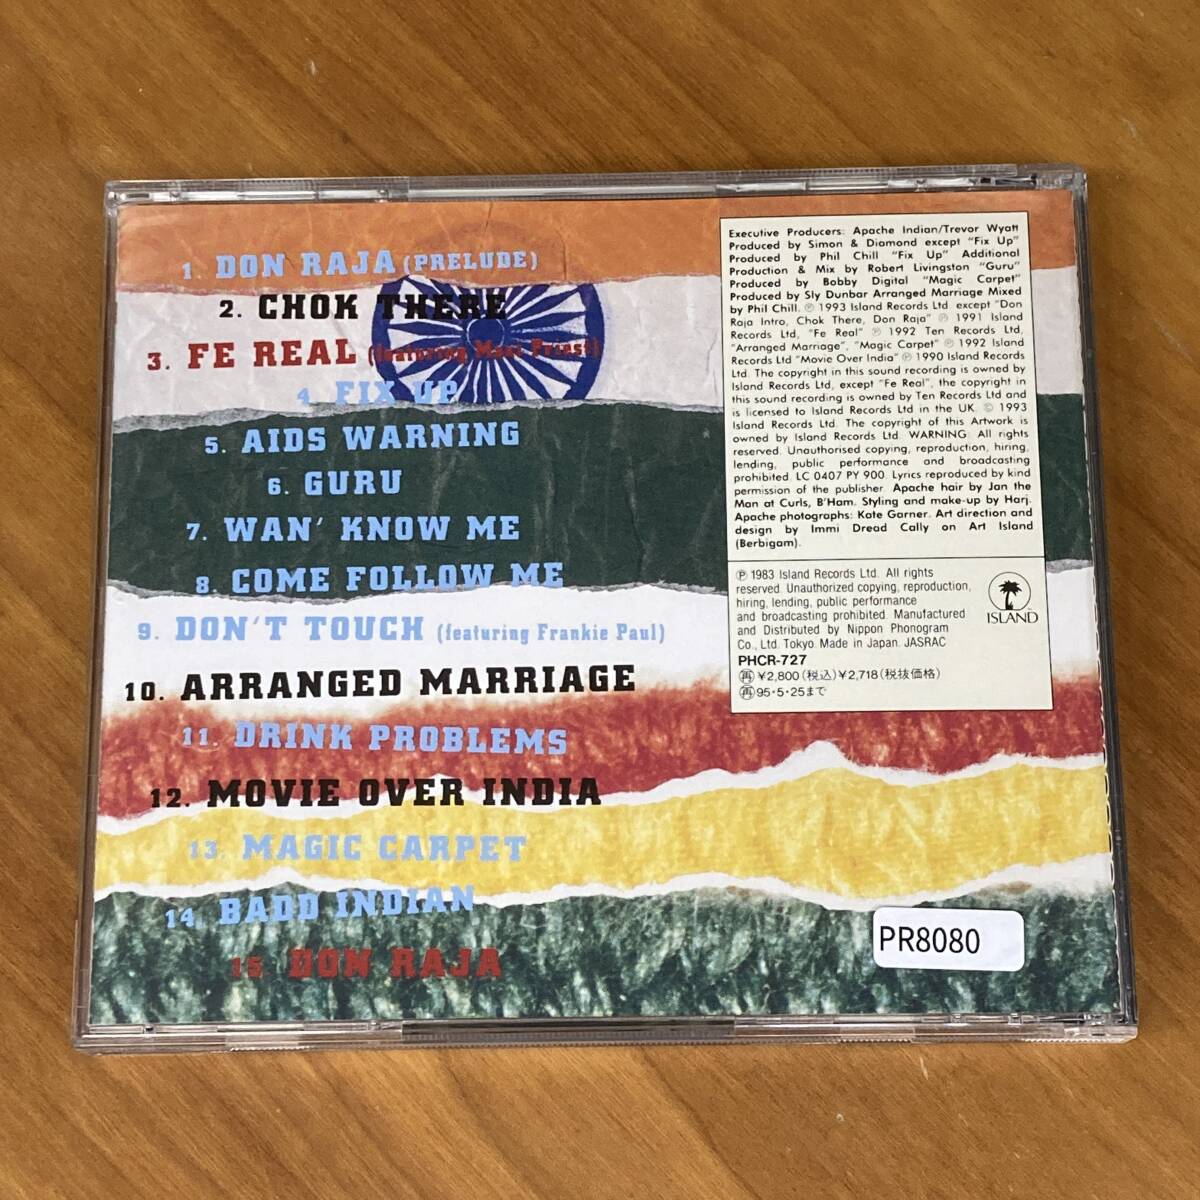 1. DON RAJA (PRELUDE)
2. CHOK THERE
3. FE REAL (featuring Maxi Priest)
4. FIX UP
5. AIDS WARNING
6. GURU
7. WAN' KNOW ME
8. COME FOLLOW ME
9. DON'T TOUCH (featuring Frankie Paul)
10. ARRANGED MARRIAGE
11. DRINK PROBLEMS
12. MOVIE OVER INDIA
13. MAGIC CARPET
14. BADD INDIAN
15. DON RAJA
Executive Producers: Apache Indian/Trevor Wyatt
Produced by Simon & Diamond except "Fix Up"
Produced by Phil Chill "Fix Up" Additional
Production & Mix by Robert Livingston "Guru"
Produced by Bobby Digital "Magic Carpet"
Produced by Sly Dunbar Arranged Marriage Mixed
by Phil Chill. ℗ 1993 Island Records Ltd. except "Don
Raja Intro, Chok There, Don Raja" ℗ 1991 Island
Records Ltd, "Fe Real" ℗ 1992 Ten Records Ltd,
"Arranged Marriage", "Magic Carpet" ℗ 1992 Island
Records Ltd "Movie Over India" ℗ 1990 Island Records
Ltd. The copyright in this sound recording is owned by
Island Records Ltd, except "Fe Real", the copyright in
this sound recording is owned by Ten Records Ltd and
is licensed to Island Records Ltd in the UK. © 1993
Island Records Ltd. The copyright of this Artwork is
owned by Island Records Ltd. WARNING: All rights
reserved. Unauthorised copying, reproduction, hiring,
lending, public performance and broadcasting
prohibited. LC 0407 PY 900. Lyrics reproduced by kind
permission of the publisher. Apache hair by Jan the
Man at Curls, B'Ham. Styling and make-up by Harj.
Apache photographs: Kate Garner. Art direction and
design by Immi Dread Cally on Art Island
(Berbigam).
℗ 1983 Island Records Ltd. All rights
reserved. Unauthorized copying, reproduction,
hiring, lending, public performance
and broadcasting prohibited. Manufactured
and Distributed by Nippon Phonogram
Co., Ltd. Tokyo. Made in Japan. JASRAC
PHCR-727
再 ¥2,800(税込)¥2,718(税抜価格)
再 95・5・25まで
ISLAND
PR8080